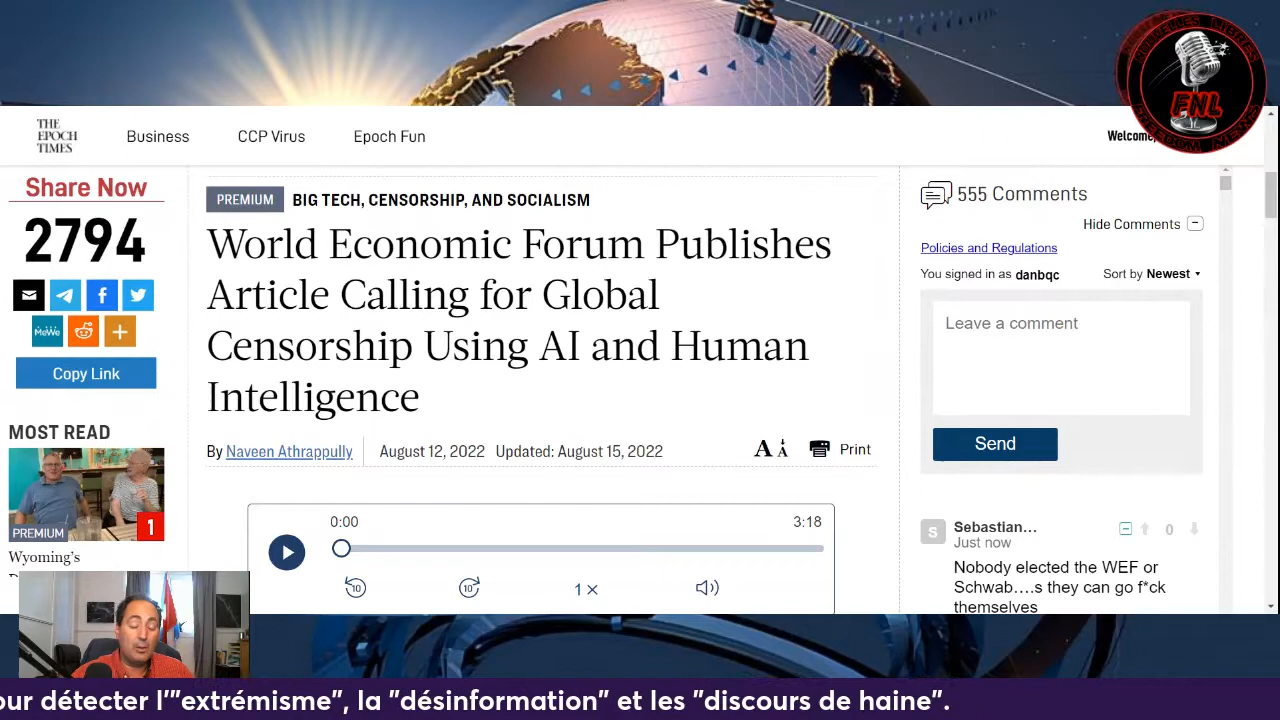 THE
EPOCH
TIMES
Business
CCP Virus
Epoch Fun
Welcome,
FNL
Share Now
2794
MeWe
Copy Link
MOST READ
PREMIUM
1
Wyoming's
PREMIUM
BIG TECH, CENSORSHIP, AND SOCIALISM
World Economic Forum Publishes
Article Calling for Global
Censorship Using AI and Human
Intelligence
By Naveen Athrappully
August 12, 2022 Updated: August 15, 2022
A A
Print
0:00
3:18
10
10
1 ×
555 Comments
Hide Comments
Policies and Regulations
You signed in as danbqc
Sort by Newest
Leave a comment
Send
S
Sebastian...
Just now
0
Nobody elected the WEF or
Schwab....s they can go f*ck
themselves
our détecter l'"extrémisme", la "désinformation" et les "discours de haine".